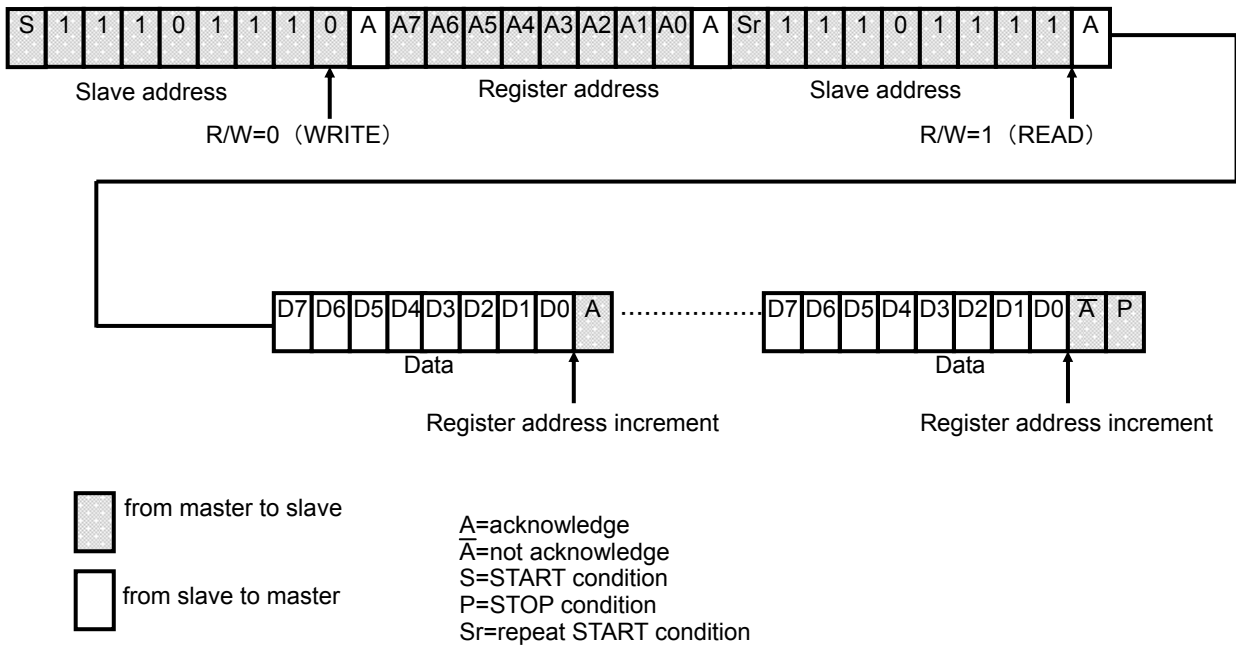 S 1 1 1 0 1 1 1 0 A A7 A6 A5 A4 A3 A2 A1 A0 A Sr 1 1 1 0 1 1 1 1 A
Slave address Register address Slave address
R/W=0（WRITE） R/W=1（READ）
D7 D6 D5 D4 D3 D2 D1 D0 A .................. D7 D6 D5 D4 D3 D2 D1 D0 A̅ P
Data Data
Register address increment Register address increment
from master to slave
from slave to master
A=acknowledge
A̅=not acknowledge
S=START condition
P=STOP condition
Sr=repeat START condition